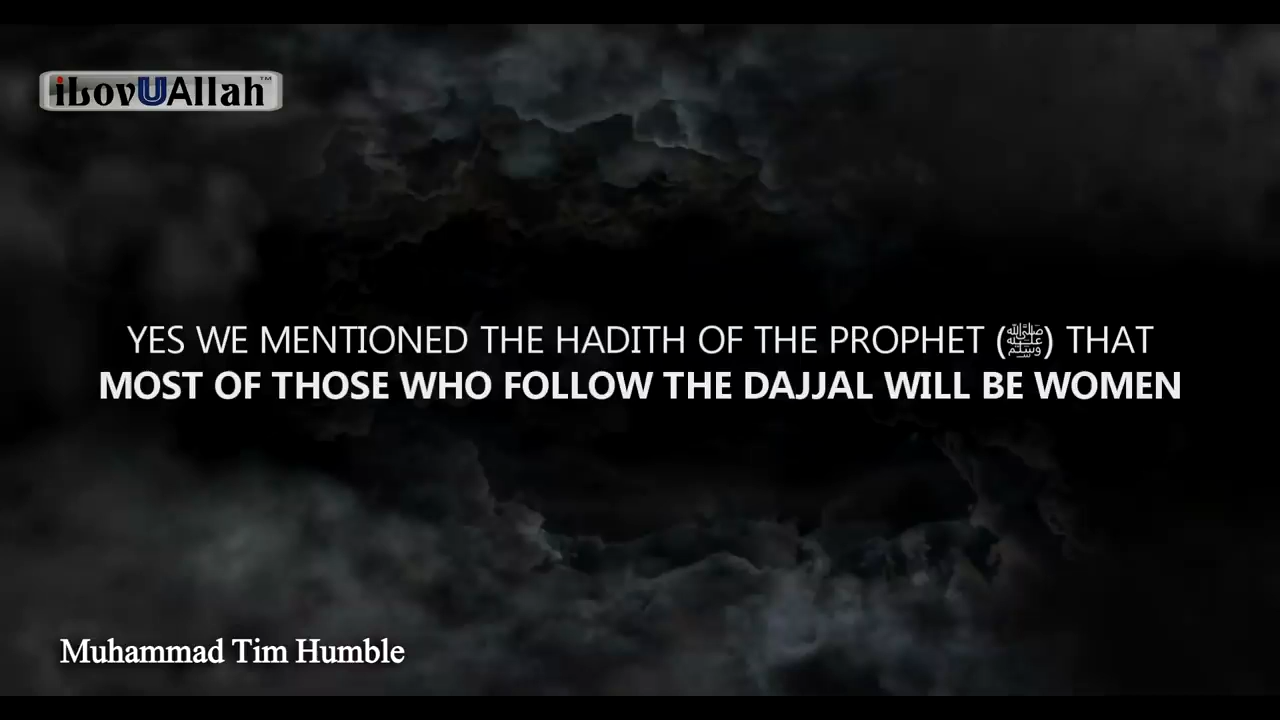 iLovUAllah™
YES WE MENTIONED THE HADITH OF THE PROPHET (ﷺ) THAT
MOST OF THOSE WHO FOLLOW THE DAJJAL WILL BE WOMEN
Muhammad Tim Humble